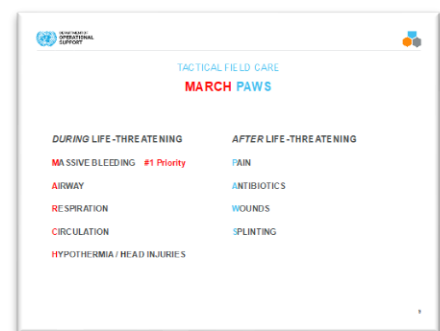 DEPARTMENT OF
OPERATIONAL
SUPPORT
TACTICAL FIELD CARE
MARCH PAWS
DURING LIFE-THREATENING
MASSIVE BLEEDING #1 Priority
AIRWAY
RESPIRATION
CIRCULATION
HYPOTHERMIA / HEAD INJURIES
AFTER LIFE-THREATENING
PAIN
ANTIBIOTICS
WOUNDS
SPLINTING